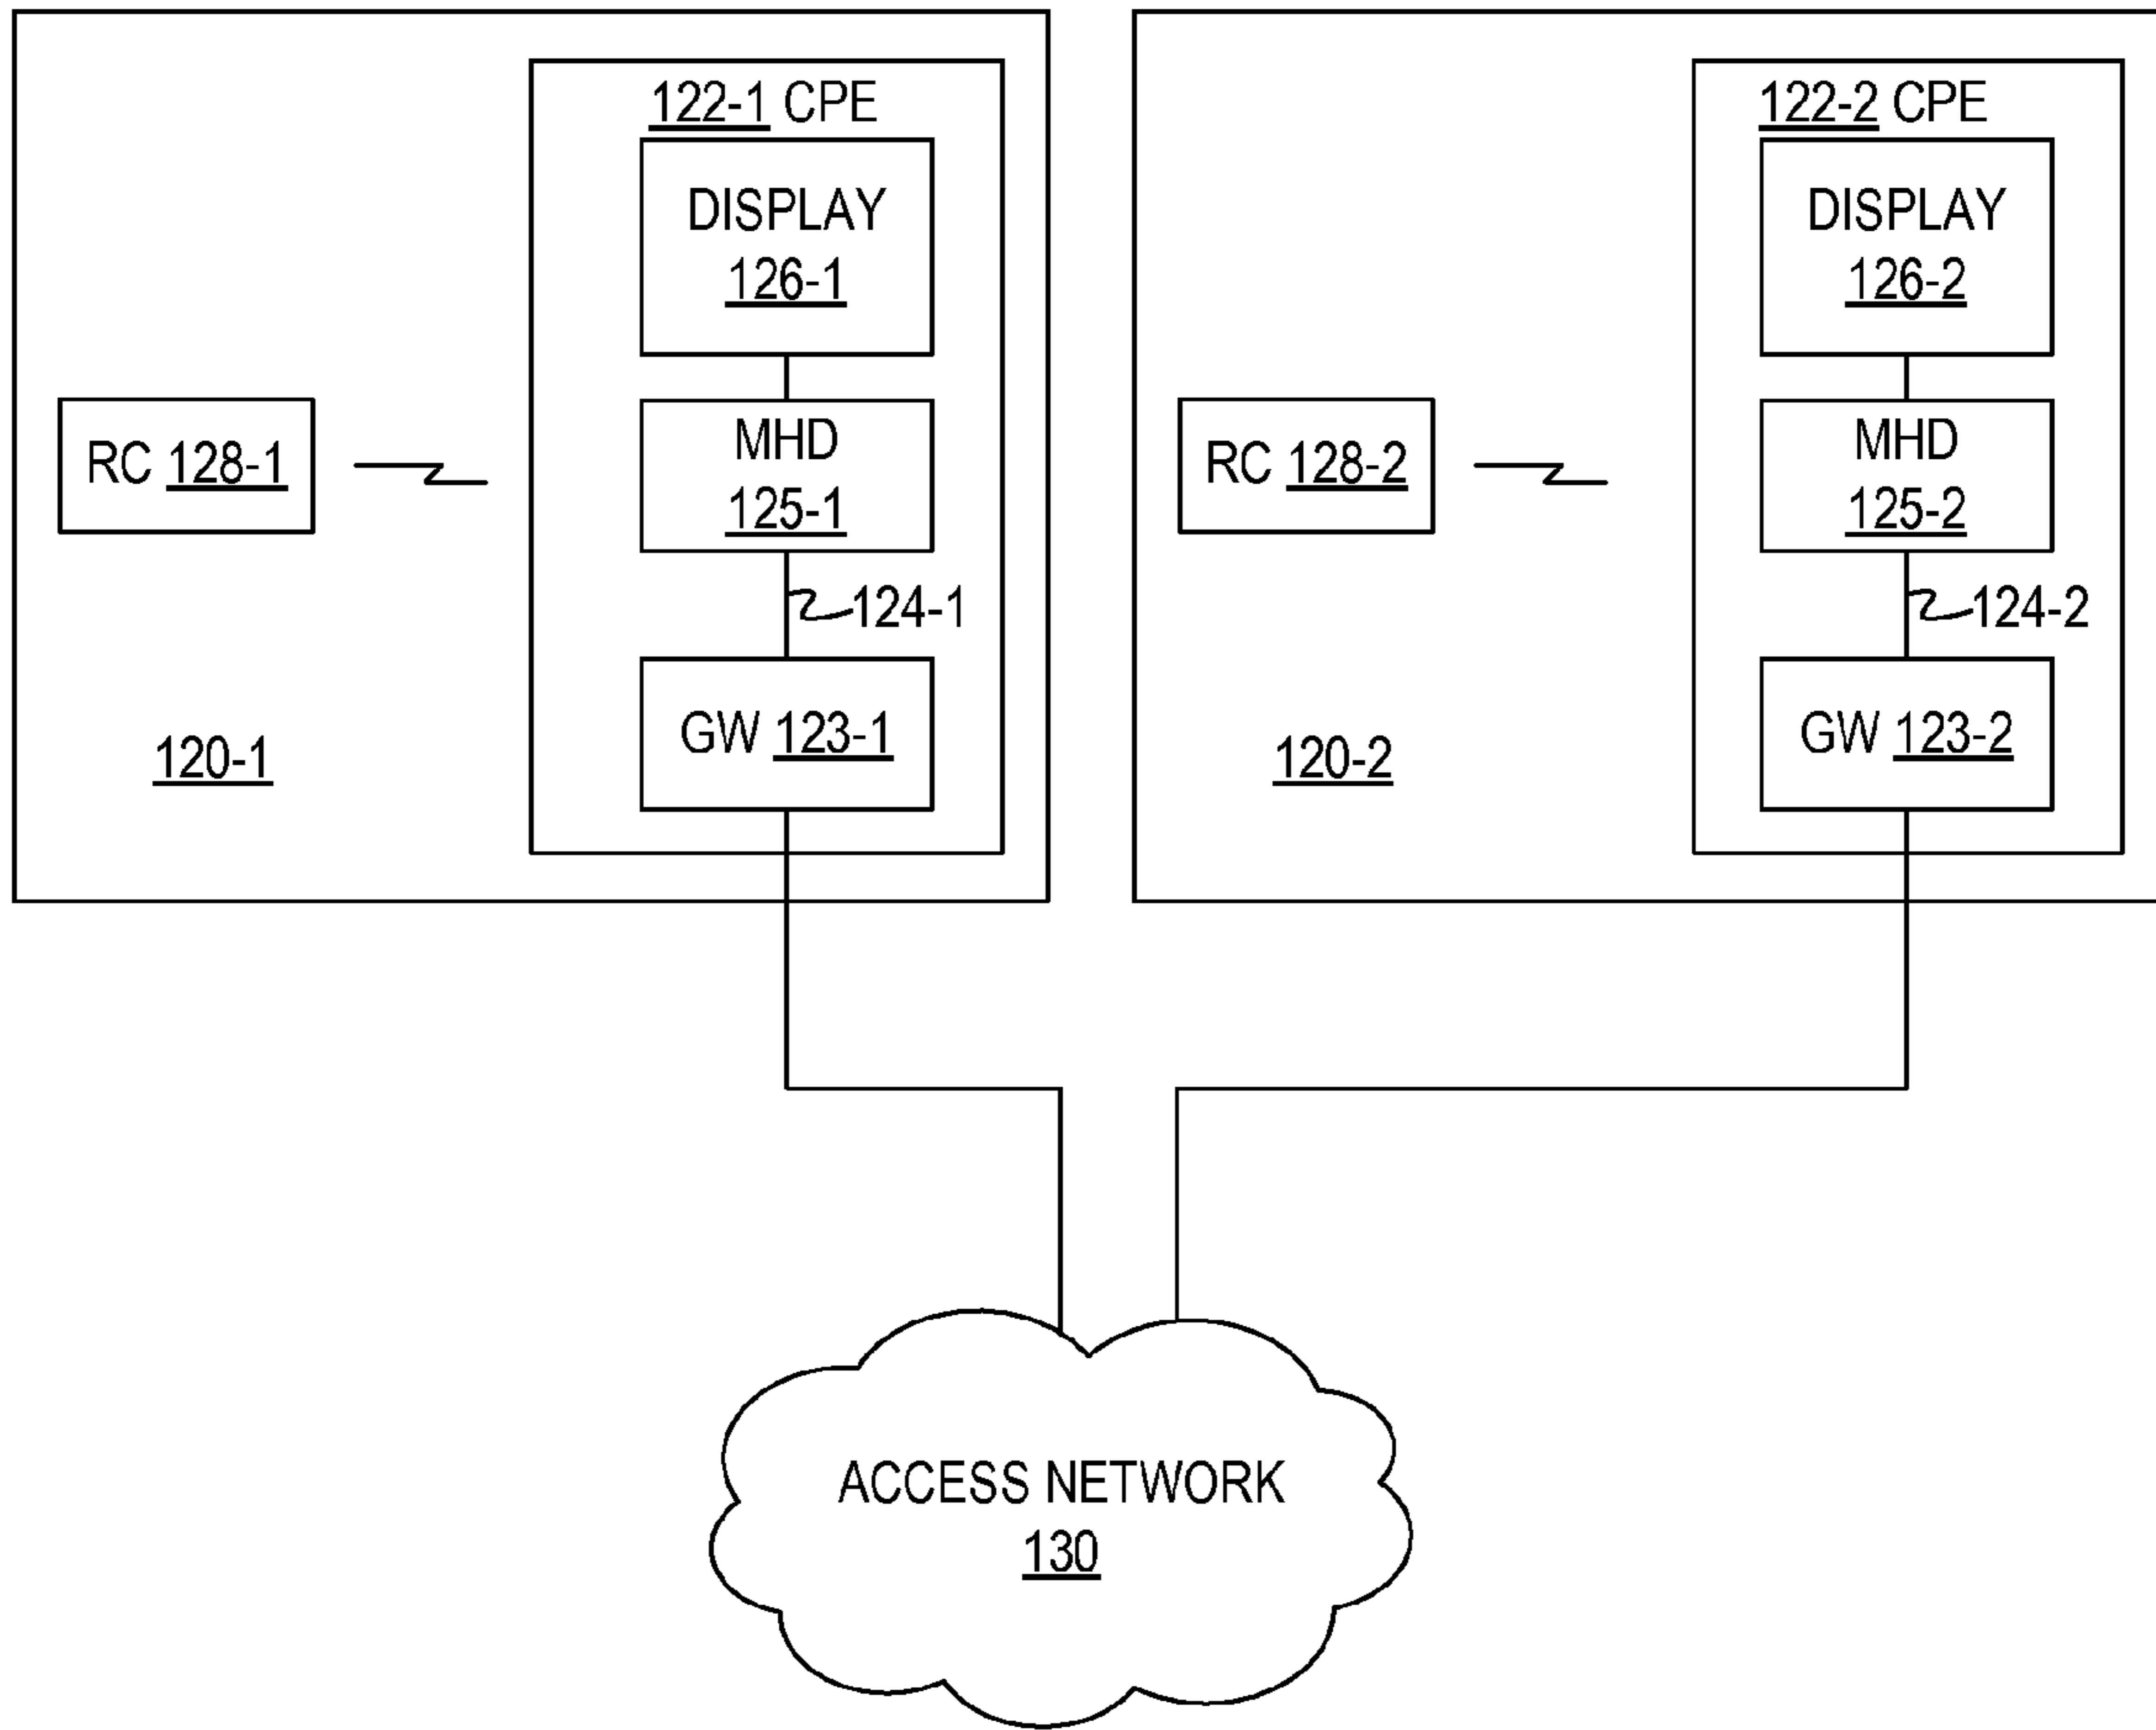 122-1 CPE
DISPLAY
126-1
RC 128-1
MHD
125-1
124-1
GW 123-1
120-1
122-2 CPE
DISPLAY
126-2
RC 128-2
MHD
125-2
124-2
GW 123-2
120-2
ACCESS NETWORK
130